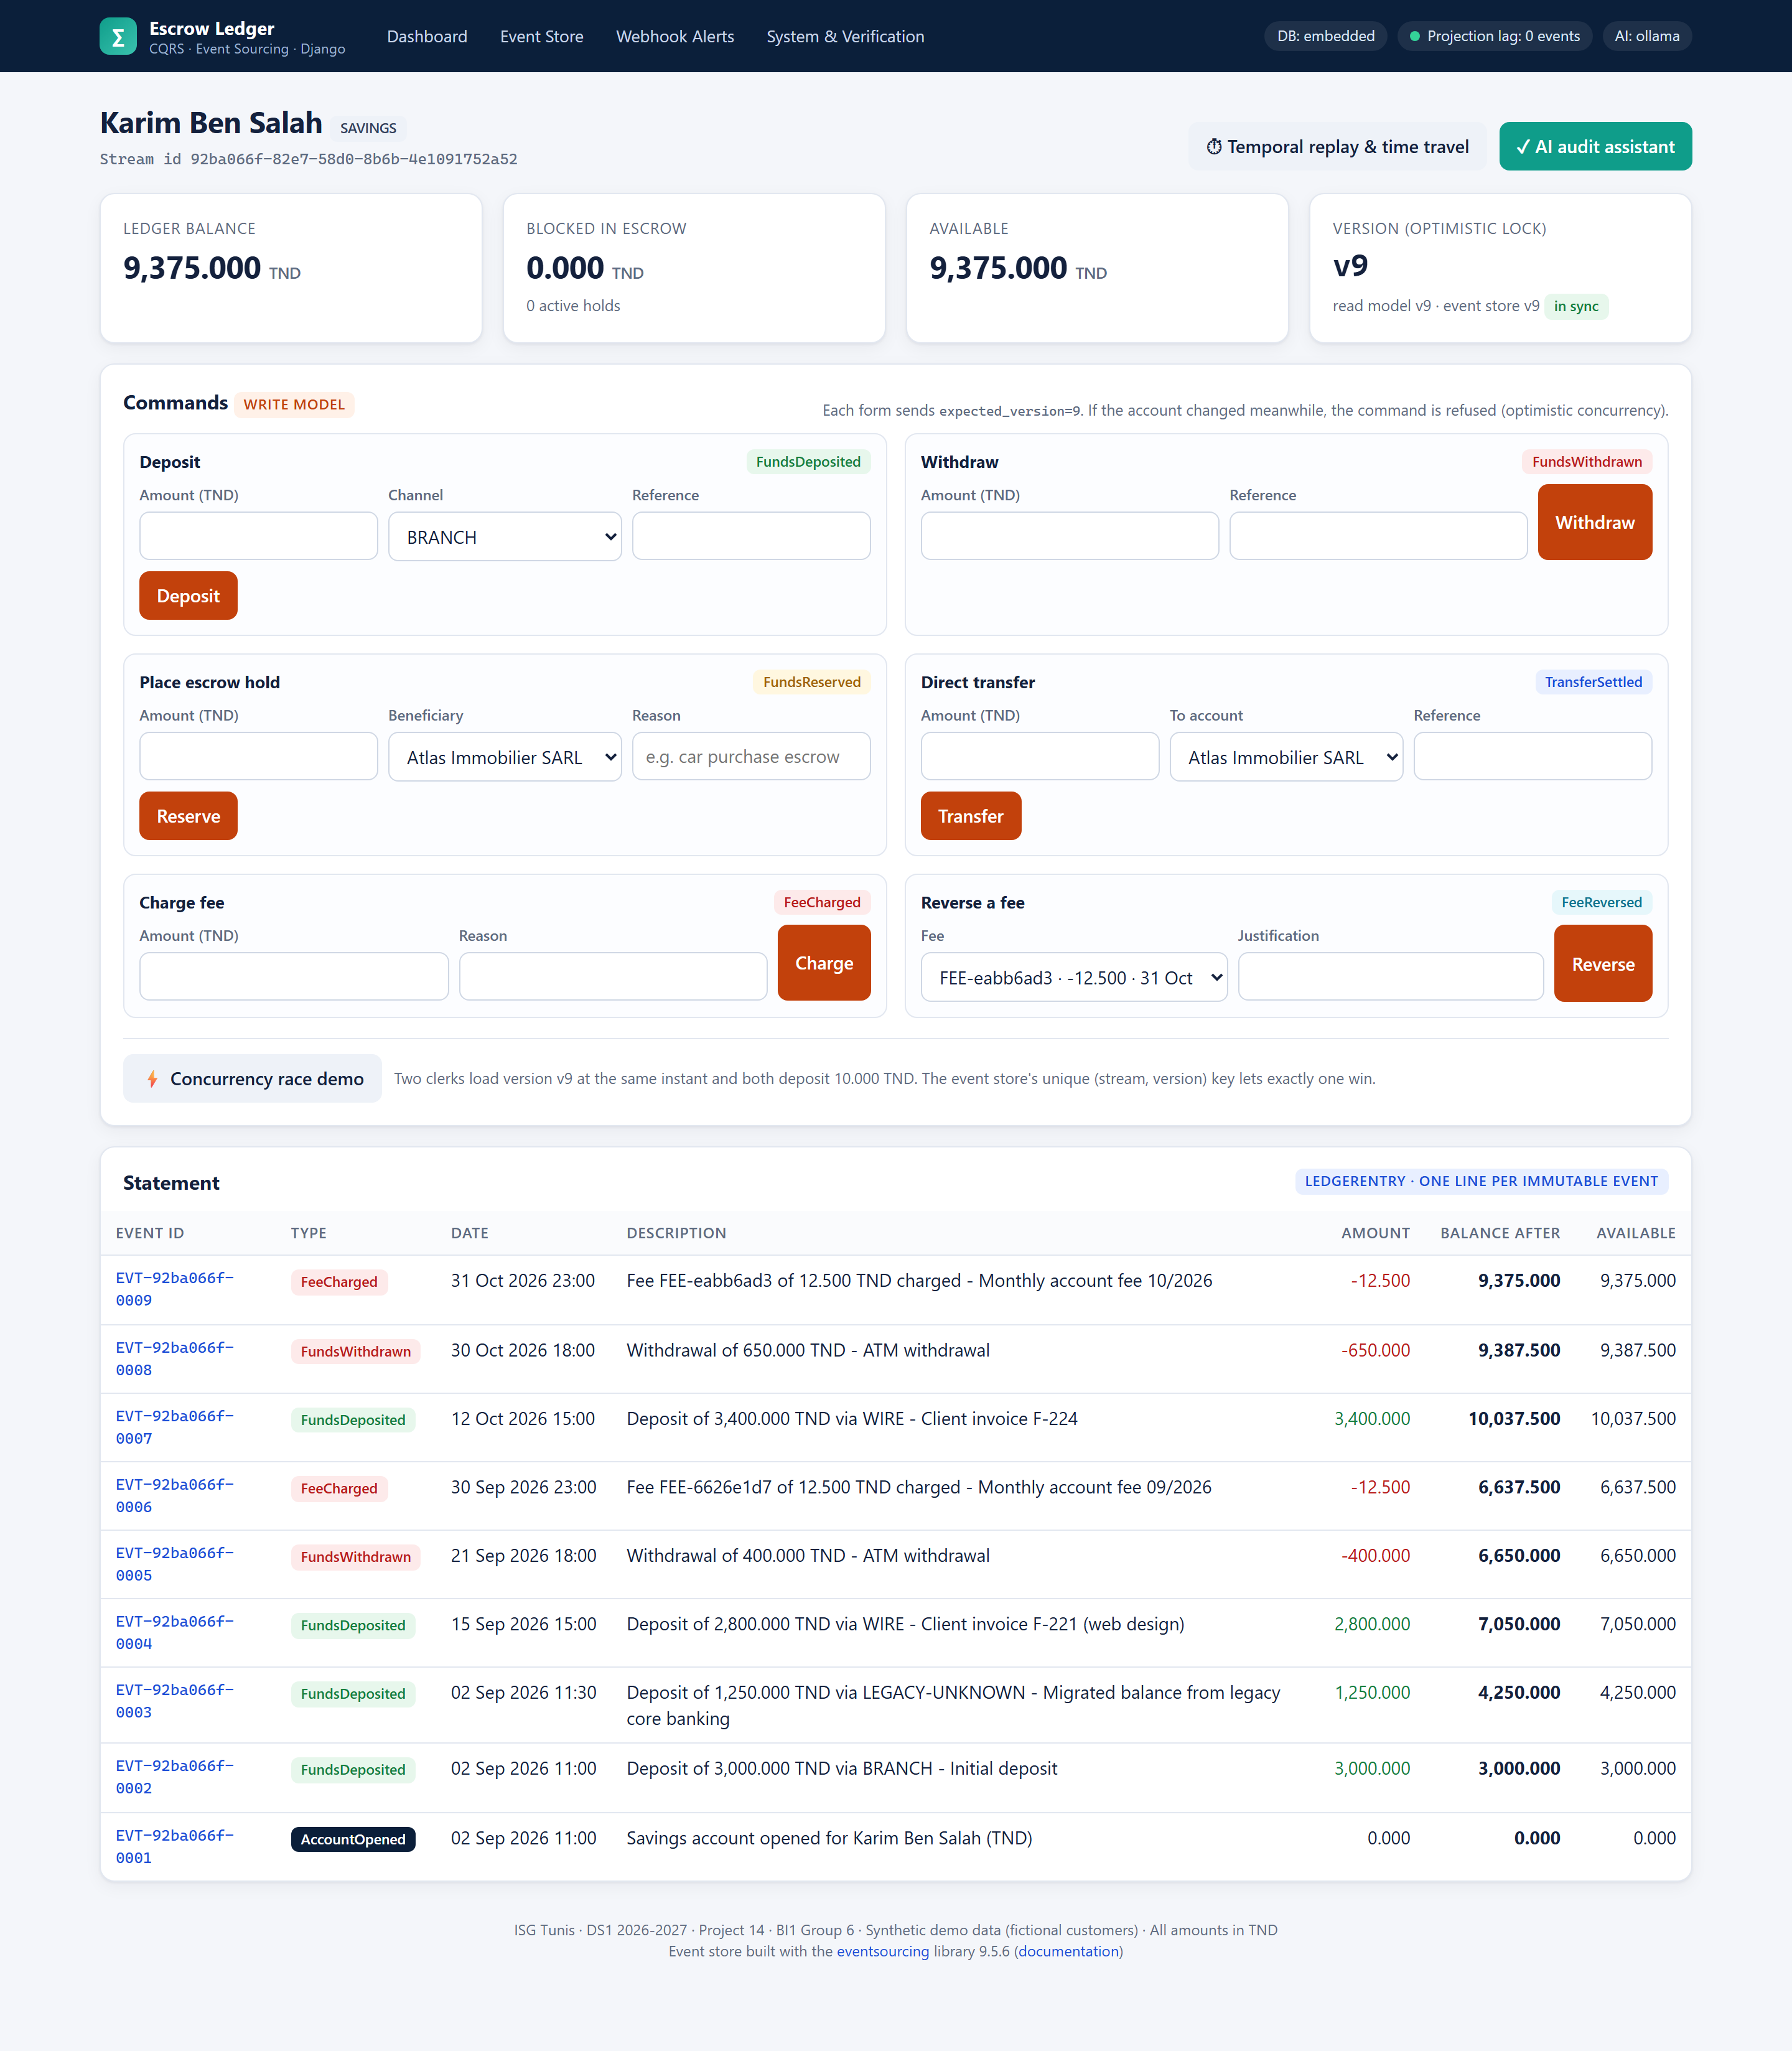 Σ
Escrow Ledger
CQRS · Event Sourcing · Django
Dashboard
Event Store
Webhook Alerts
System & Verification
DB: embedded
Projection lag: 0 events
AI: ollama
Karim Ben Salah SAVINGS
Stream id 92ba066f-82e7-58d0-8b6b-4e1091752a52
⏱ Temporal replay & time travel
✓ AI audit assistant
LEDGER BALANCE
9,375.000 TND
BLOCKED IN ESCROW
0.000 TND
0 active holds
AVAILABLE
9,375.000 TND
VERSION (OPTIMISTIC LOCK)
v9
read model v9 · event store v9 in sync
Commands WRITE MODEL
Each form sends expected_version=9. If the account changed meanwhile, the command is refused (optimistic concurrency).
Deposit FundsDeposited
Amount (TND) Channel Reference
BRANCH
Deposit
Withdraw FundsWithdrawn
Amount (TND) Reference
Withdraw
Place escrow hold FundsReserved
Amount (TND) Beneficiary Reason
Atlas Immobilier SARL e.g. car purchase escrow
Reserve
Direct transfer TransferSettled
Amount (TND) To account Reference
Atlas Immobilier SARL
Transfer
Charge fee FeeCharged
Amount (TND) Reason
Charge
Reverse a fee FeeReversed
Fee Justification
FEE-eabb6ad3 · -12.500 · 31 Oct
Reverse
⚡ Concurrency race demo
Two clerks load version v9 at the same instant and both deposit 10.000 TND. The event store's unique (stream, version) key lets exactly one win.
Statement
LEDGERENTRY · ONE LINE PER IMMUTABLE EVENT
EVENT ID TYPE DATE DESCRIPTION AMOUNT BALANCE AFTER AVAILABLE
EVT-92ba066f-
0009
FeeCharged 31 Oct 2026 23:00 Fee FEE-eabb6ad3 of 12.500 TND charged - Monthly account fee 10/2026 -12.500 9,375.000 9,375.000
EVT-92ba066f-
0008
FundsWithdrawn 30 Oct 2026 18:00 Withdrawal of 650.000 TND - ATM withdrawal -650.000 9,387.500 9,387.500
EVT-92ba066f-
0007
FundsDeposited 12 Oct 2026 15:00 Deposit of 3,400.000 TND via WIRE - Client invoice F-224 3,400.000 10,037.500 10,037.500
EVT-92ba066f-
0006
FeeCharged 30 Sep 2026 23:00 Fee FEE-6626e1d7 of 12.500 TND charged - Monthly account fee 09/2026 -12.500 6,637.500 6,637.500
EVT-92ba066f-
0005
FundsWithdrawn 21 Sep 2026 18:00 Withdrawal of 400.000 TND - ATM withdrawal -400.000 6,650.000 6,650.000
EVT-92ba066f-
0004
FundsDeposited 15 Sep 2026 15:00 Deposit of 2,800.000 TND via WIRE - Client invoice F-221 (web design) 2,800.000 7,050.000 7,050.000
EVT-92ba066f-
0003
FundsDeposited 02 Sep 2026 11:30 Deposit of 1,250.000 TND via LEGACY-UNKNOWN - Migrated balance from legacy
core banking
1,250.000 4,250.000 4,250.000
EVT-92ba066f-
0002
FundsDeposited 02 Sep 2026 11:00 Deposit of 3,000.000 TND via BRANCH - Initial deposit 3,000.000 3,000.000 3,000.000
EVT-92ba066f-
0001
AccountOpened 02 Sep 2026 11:00 Savings account opened for Karim Ben Salah (TND) 0.000 0.000 0.000
ISG Tunis · DS1 2026-2027 · Project 14 · BI1 Group 6 · Synthetic demo data (fictional customers) · All amounts in TND
Event store built with the eventsourcing library 9.5.6 (documentation)